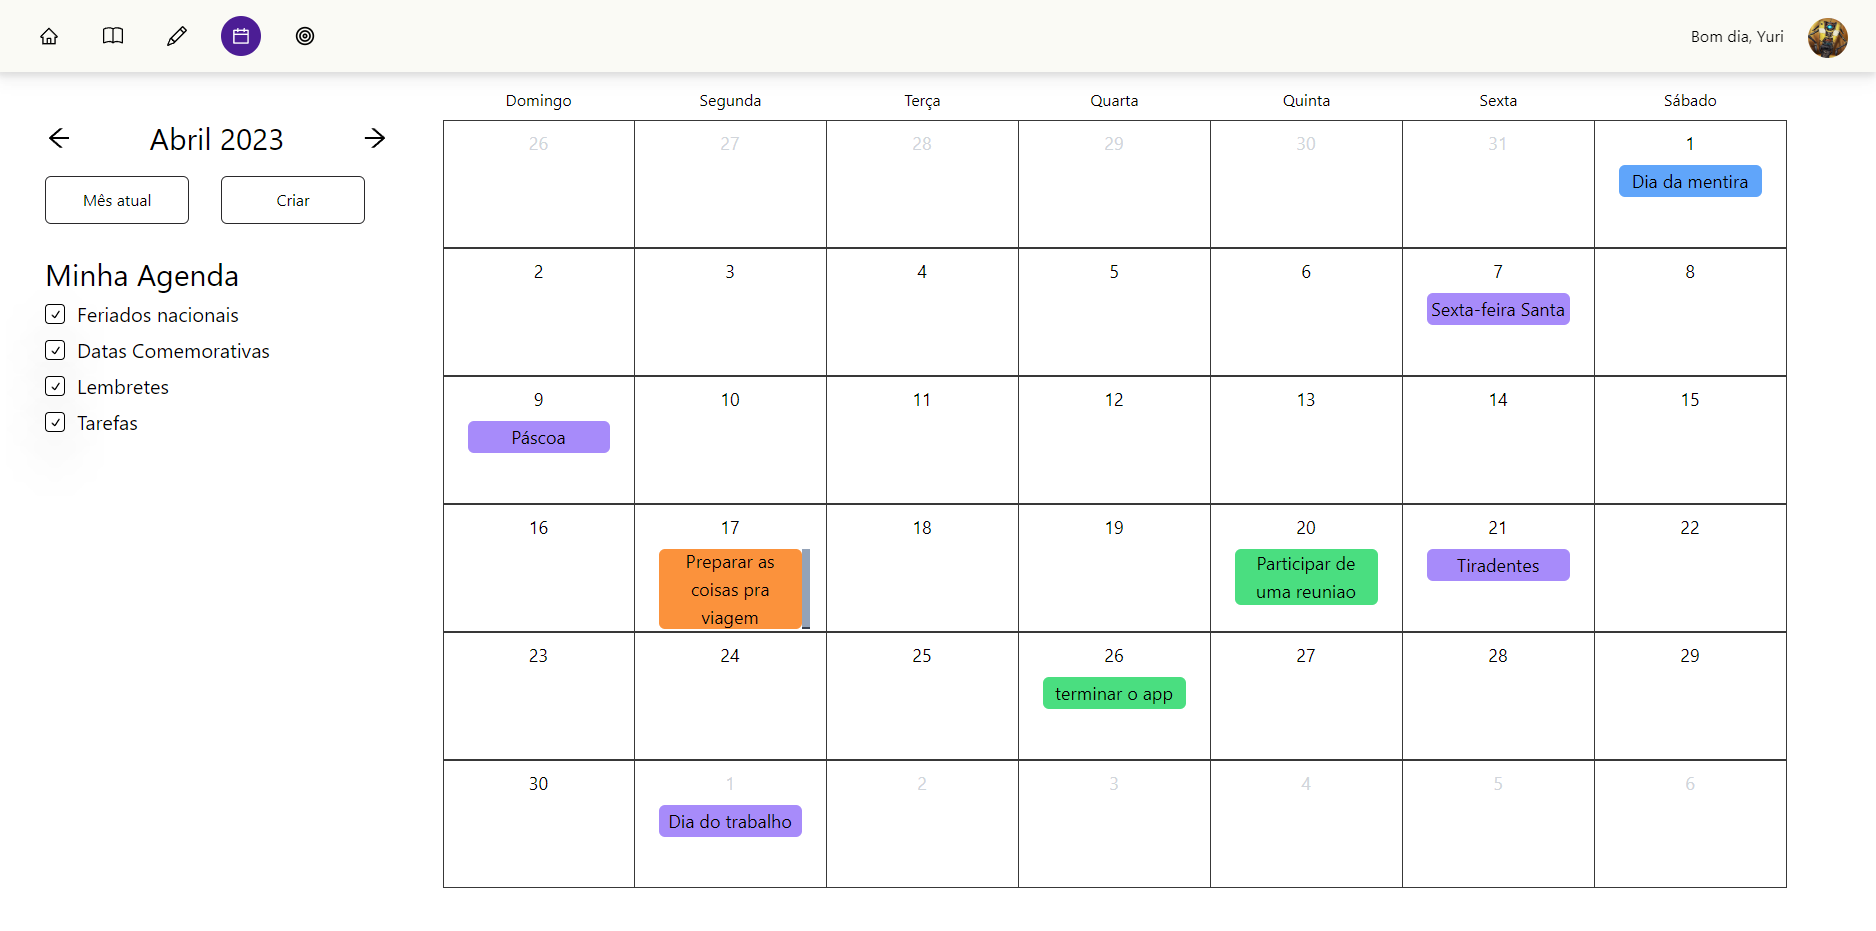 Bom dia, Yuri
Abril 2023
Mês atual
Criar
Minha Agenda
Feriados nacionais
Datas Comemorativas
Lembretes
Tarefas
Domingo Segunda Terça Quarta Quinta Sexta Sábado
26 27 28 29 30 31 1
Dia da mentira
2 3 4 5 6 7 8
Sexta-feira Santa
9 10 11 12 13 14 15
Páscoa
16 17 18 19 20 21 22
Preparar as
coisas pra
viagem
Participar de
uma reuniao
Tiradentes
23 24 25 26 27 28 29
terminar o app
30 1 2 3 4 5 6
Dia do trabalho